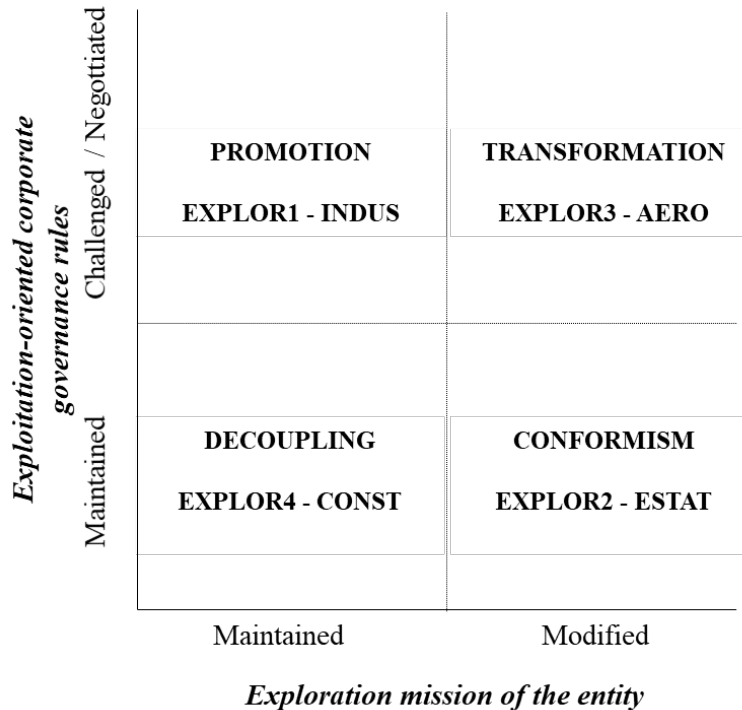 Exploitation-oriented corporate
governance rules
Challenged / Negottiated
Maintained
PROMOTION
EXPLOR1 - INDUS
TRANSFORMATION
EXPLOR3 - AERO
DECOUPLING
EXPLOR4 - CONST
CONFORMISM
EXPLOR2 - ESTAT
Maintained
Modified
Exploration mission of the entity